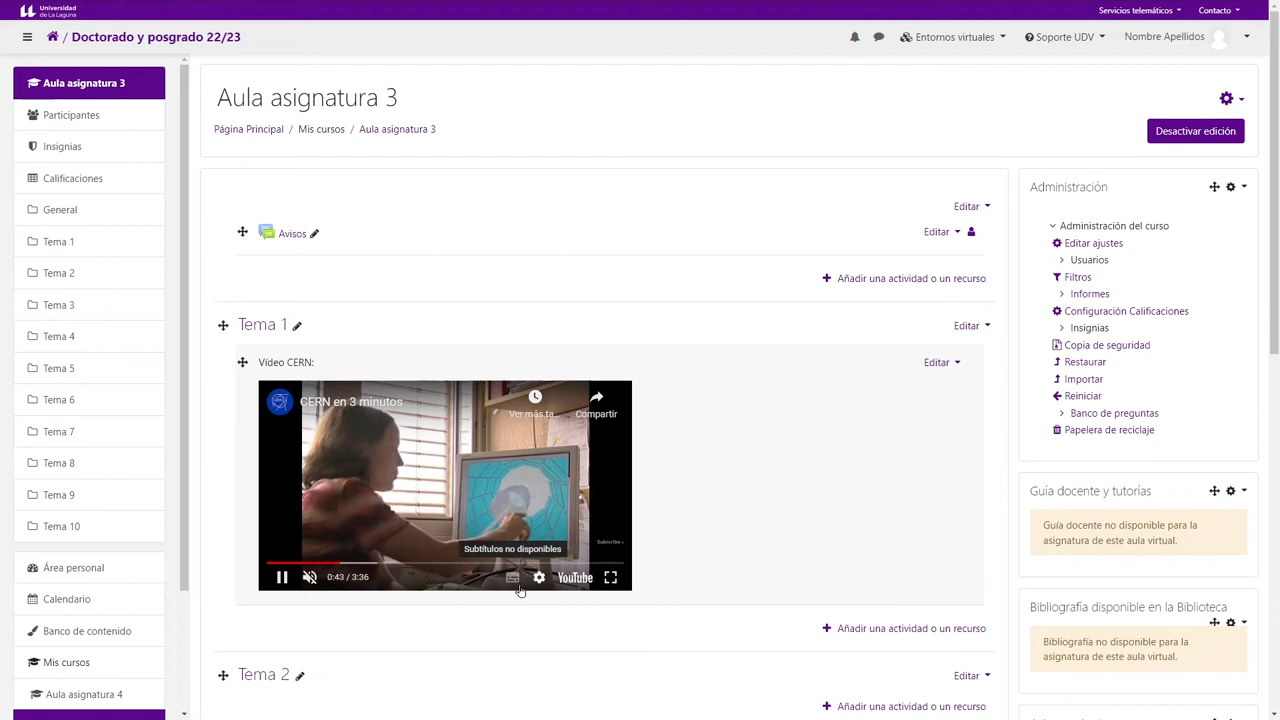 Universidad
de La Laguna
Servicios telemáticos
Contacto
/ Doctorado y posgrado 22/23
Entornos virtuales
Soporte UDV
Nombre Apellidos
Aula asignatura 3
Participantes
Insignias
Calificaciones
General
Tema 1
Tema 2
Tema 3
Tema 4
Tema 5
Tema 6
Tema 7
Tema 8
Tema 9
Tema 10
Área personal
Calendario
Banco de contenido
Mis cursos
Aula asignatura 4
Aula asignatura 3
Página Principal / Mis cursos / Aula asignatura 3
Desactivar edición
Editar
Avisos
Editar
Añadir una actividad o un recurso
Tema 1
Editar
Vídeo CERN:
Editar
CERN en 3 minutos
Ver más ta...
Compartir
Subscribe
Subtítulos no disponibles
0:43 / 3:36
YouTube
Añadir una actividad o un recurso
Tema 2
Editar
Añadir una actividad o un recurso
Administración
Administración del curso
Editar ajustes
Usuarios
Filtros
Informes
Configuración Calificaciones
Insignias
Copia de seguridad
Restaurar
Importar
Reiniciar
Banco de preguntas
Papelera de reciclaje
Guía docente y tutorías
Guía docente no disponible para la
asignatura de este aula virtual.
Bibliografía disponible en la Biblioteca
Bibliografía no disponible para la
asignatura de este aula virtual.